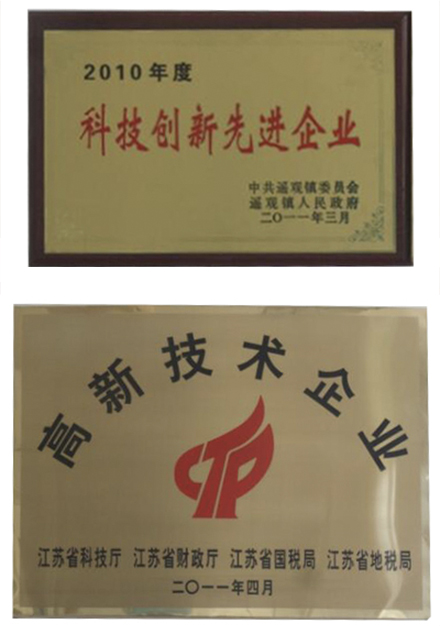 2010年度
科技创新先进企业
中共遥观镇委员会
遥观镇人民政府
二〇一一年三月
高新技术企业
江苏省科技厅 江苏省财政厅 江苏省国税局 江苏省地税局
二〇一一年四月